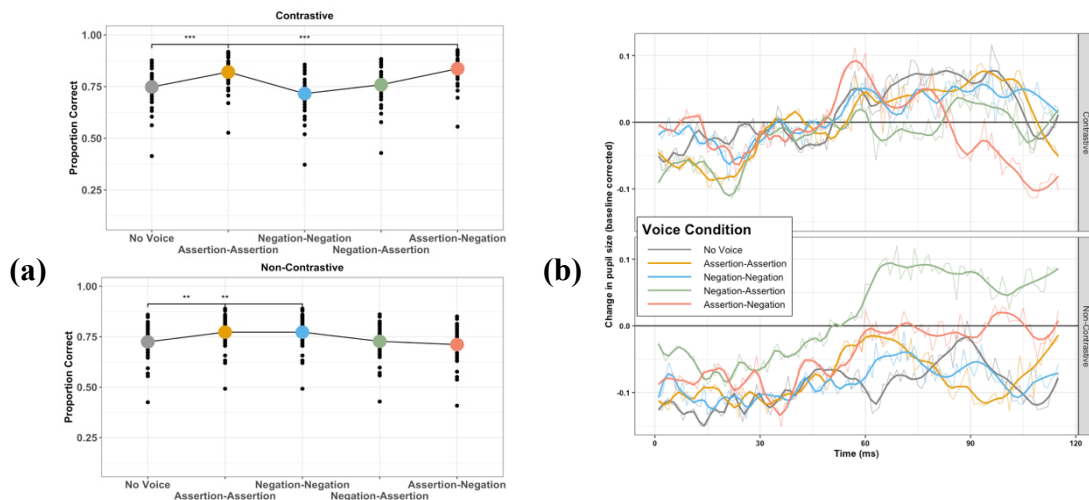 (a)
Contrastive
*** ***
Proportion Correct
1.00
0.75
0.50
0.25
No Voice Negation-Negation Assertion-Negation
Assertion-Assertion Negation-Assertion
Non-Contrastive
** **
Proportion Correct
1.00
0.75
0.50
0.25
No Voice Negation-Negation Assertion-Negation
Assertion-Assertion Negation-Assertion
(b)
Change in pupil size (baseline corrected)
0.1
0.0
-0.1
Contrastive
Voice Condition
No Voice
Assertion-Assertion
Negation-Negation
Negation-Assertion
Assertion-Negation
0.1
0.0
-0.1
Non-Contrastive
0 30 60 90 120
Time (ms)